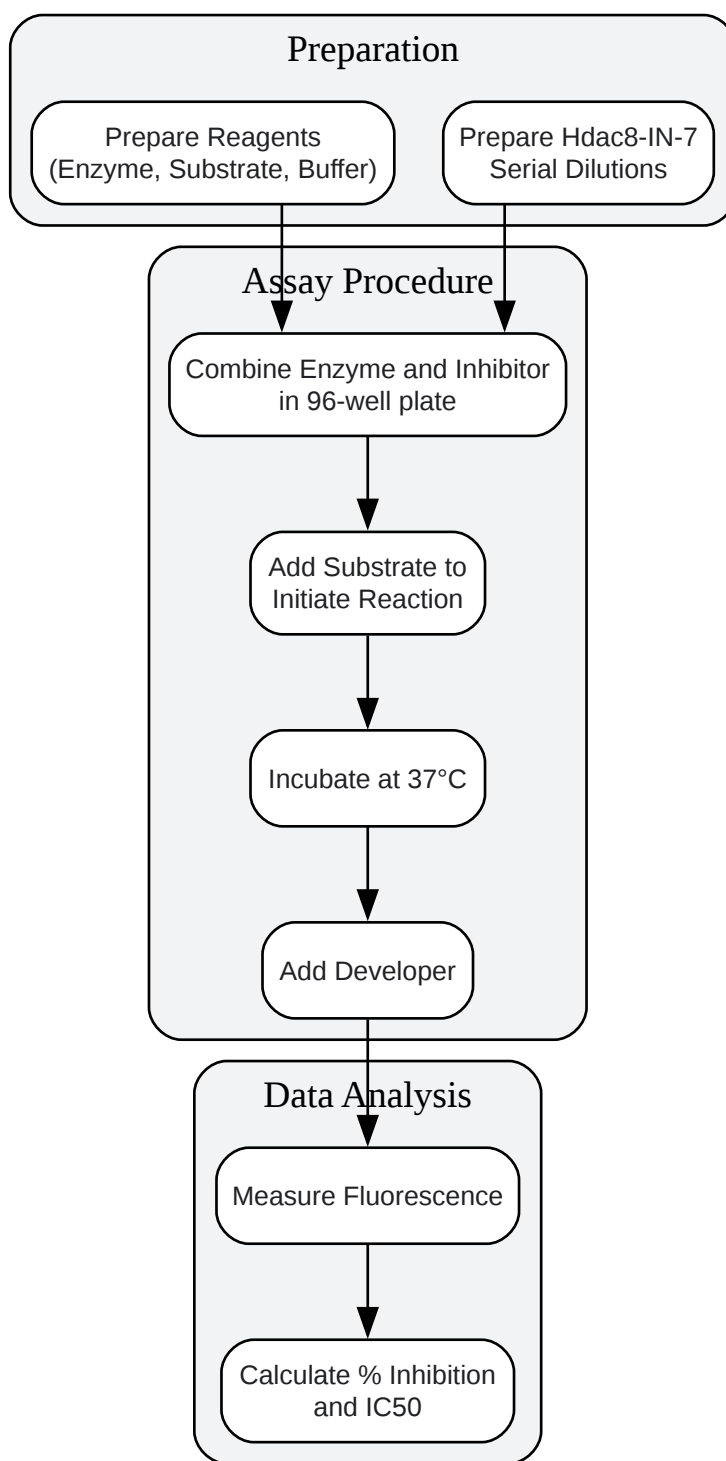 Preparation
Prepare Reagents
(Enzyme, Substrate, Buffer)
Prepare Hdac8-IN-7
Serial Dilutions
Assay Procedure
Combine Enzyme and Inhibitor
in 96-well plate
Add Substrate to
Initiate Reaction
Incubate at 37°C
Add Developer
Data Analysis
Measure Fluorescence
Calculate % Inhibition
and IC50